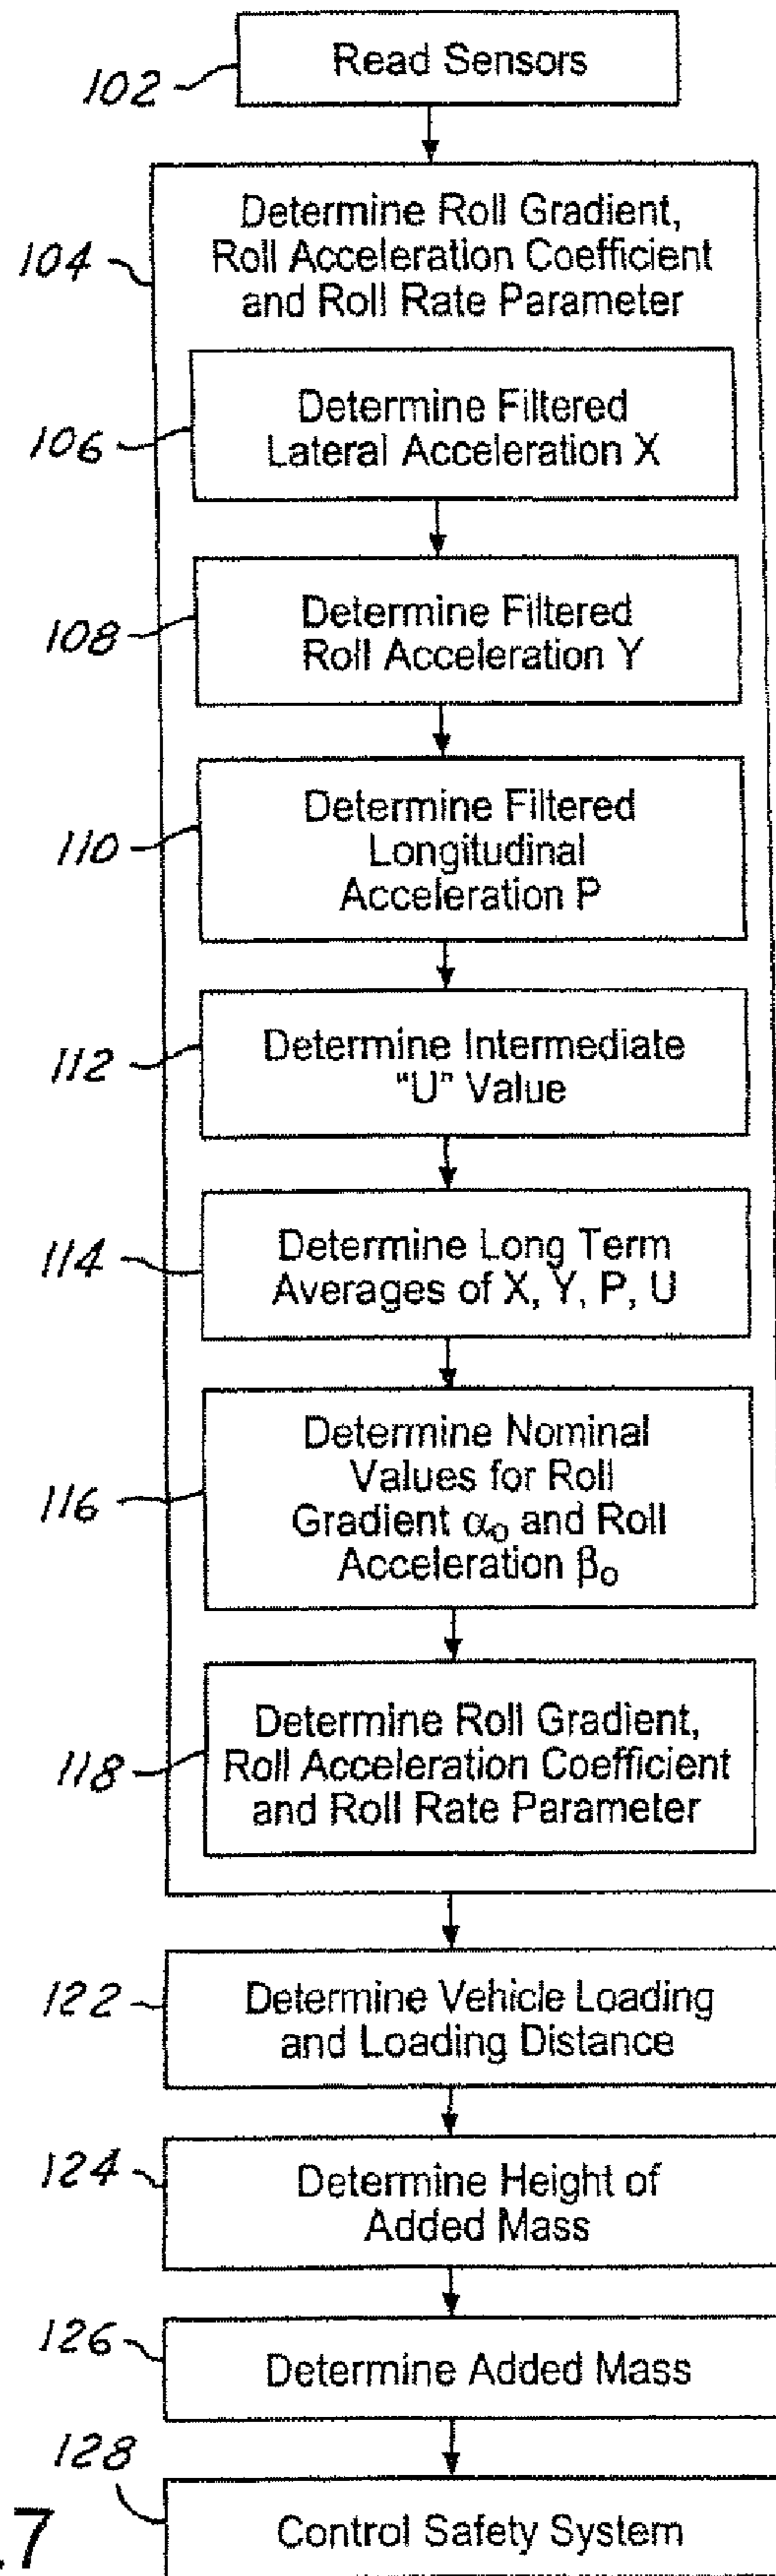 102
Read Sensors
104
Determine Roll Gradient,
Roll Acceleration Coefficient
and Roll Rate Parameter
106
Determine Filtered
Lateral Acceleration X
108
Determine Filtered
Roll Acceleration Y
110
Determine Filtered
Longitudinal
Acceleration P
112
Determine Intermediate
"U" Value
114
Determine Long Term
Averages of X, Y, P, U
116
Determine Nominal
Values for Roll
Gradient α₀ and Roll
Acceleration β₀
118
Determine Roll Gradient,
Roll Acceleration Coefficient
and Roll Rate Parameter
122
Determine Vehicle Loading
and Loading Distance
124
Determine Height of
Added Mass
126
Determine Added Mass
128
Control Safety System
.7